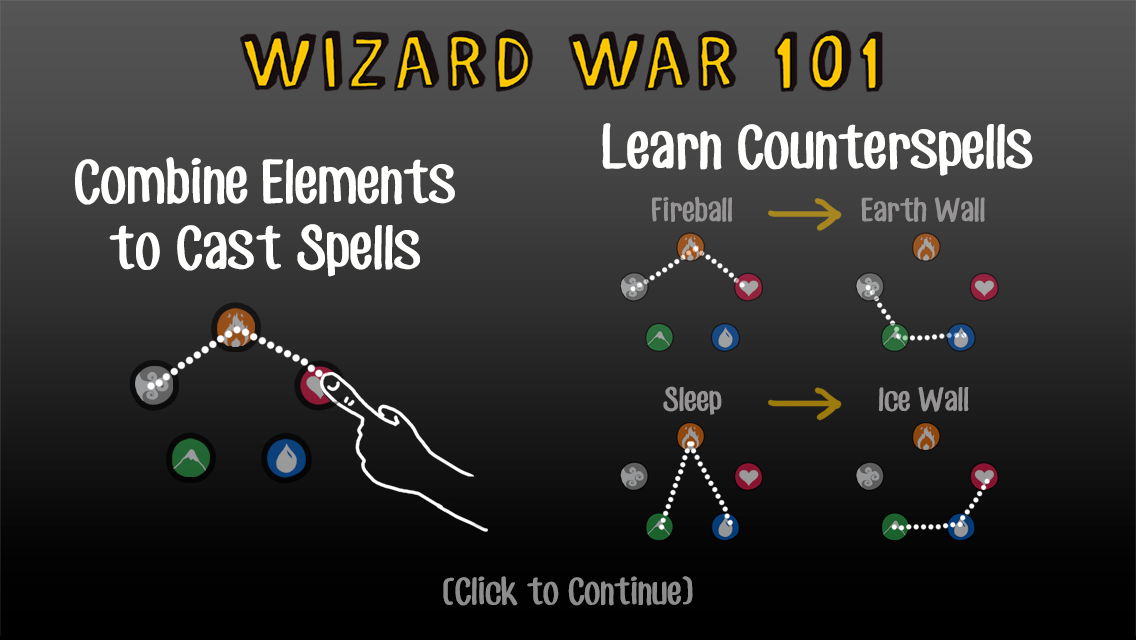 WIZARD WAR 101
Combine Elements
to Cast Spells
Learn Counterspells
Fireball
Earth Wall
Sleep
Ice Wall
(Click to Continue)